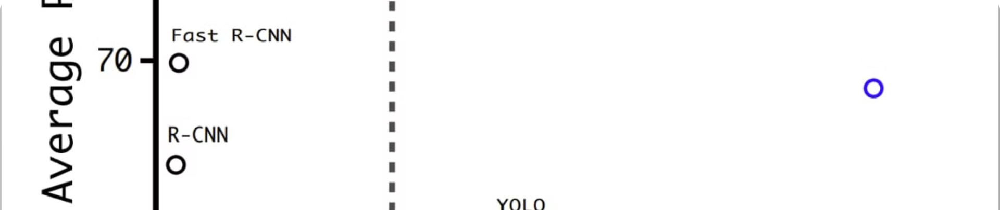 Average
Fast R-CNN
70
R-CNN
YOLO